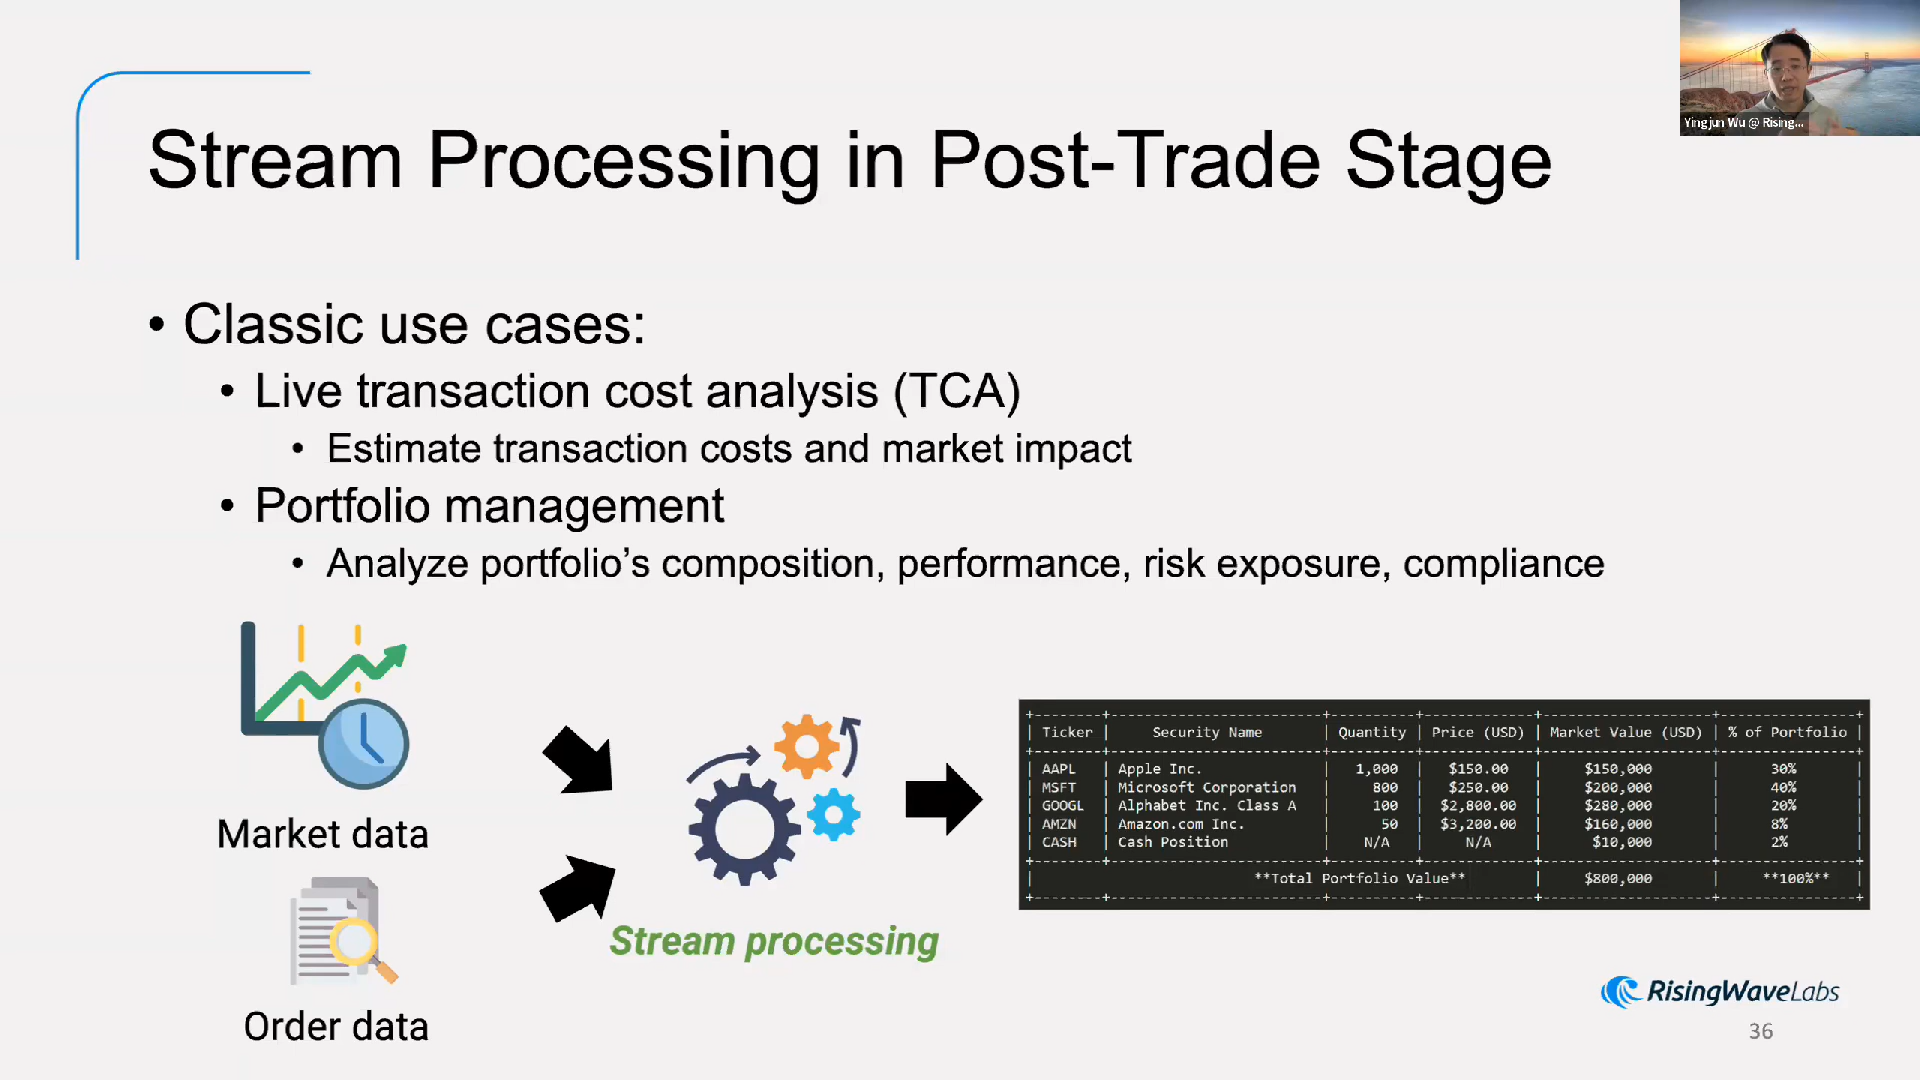 Yingjun Wu @ Rising...
Stream Processing in Post-Trade Stage
• Classic use cases:
• Live transaction cost analysis (TCA)
• Estimate transaction costs and market impact
• Portfolio management
• Analyze portfolio’s composition, performance, risk exposure, compliance
Market data
Order data
Stream processing
| Ticker | Security Name | Quantity | Price (USD) | Market Value (USD) | % of Portfolio |
| AAPL | Apple Inc. | 1,000 | $150.00 | $150,000 | 30% |
| MSFT | Microsoft Corporation | 800 | $250.00 | $200,000 | 40% |
| GOOGL | Alphabet Inc. Class A | 100 | $2,800.00 | $280,000 | 20% |
| AMZN | Amazon.com Inc. | 50 | $3,200.00 | $160,000 | 8% |
| CASH | Cash Position | N/A | N/A | $10,000 | 2% |
| **Total Portfolio Value** | $800,000 | **100%** |
RisingWaveLabs
36